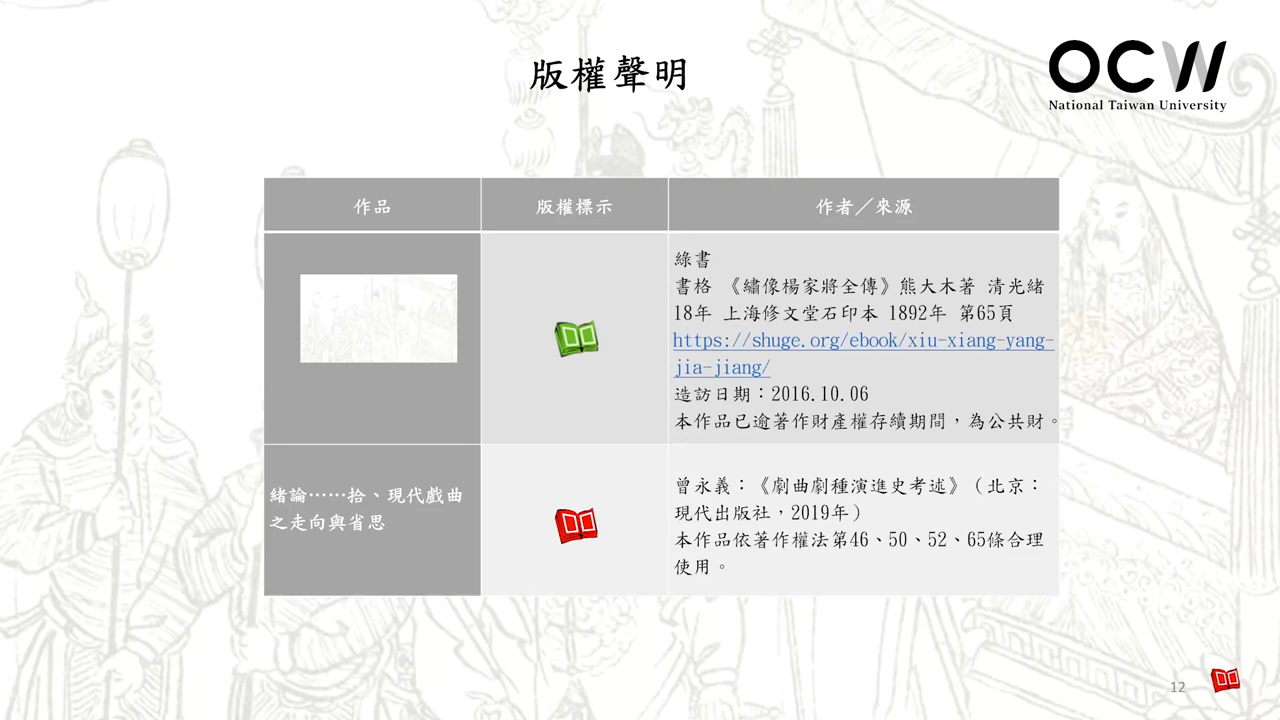 版權聲明
OCW
National Taiwan University
作品
版權標示
作者／來源
綠書
書格 《繡像楊家將全傳》熊大木著 清光緒
18年 上海修文堂石印本 1892年 第65頁
https://shuge.org/ebook/xiu-xiang-yang-
jia-jiang/
造訪日期：2016.10.06
本作品已逾著作財產權存續期間，為公共財。
緒論……拾、現代戲曲
之走向與省思
曾永義：《劇曲劇種演進史考述》（北京：
現代出版社，2019年）
本作品依著作權法第46、50、52、65條合理
使用。
12